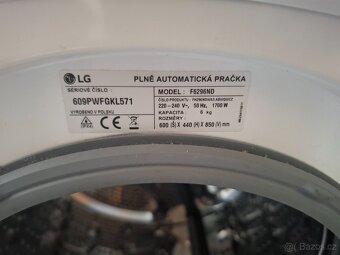 LG
PLNĚ AUTOMATICKÁ PRAČKA
SÉRIOVÉ ČÍSLO
MODEL : F6296ND
609PWFGKL571
220 - 240 V~, 50 Hz, 1700 W
VYROBENO V POLSKU
KAPACITA : 6 kg
ROZMĚRY :
600 (Š) X 440 (H) X 850 (V) mm
bazos.cz